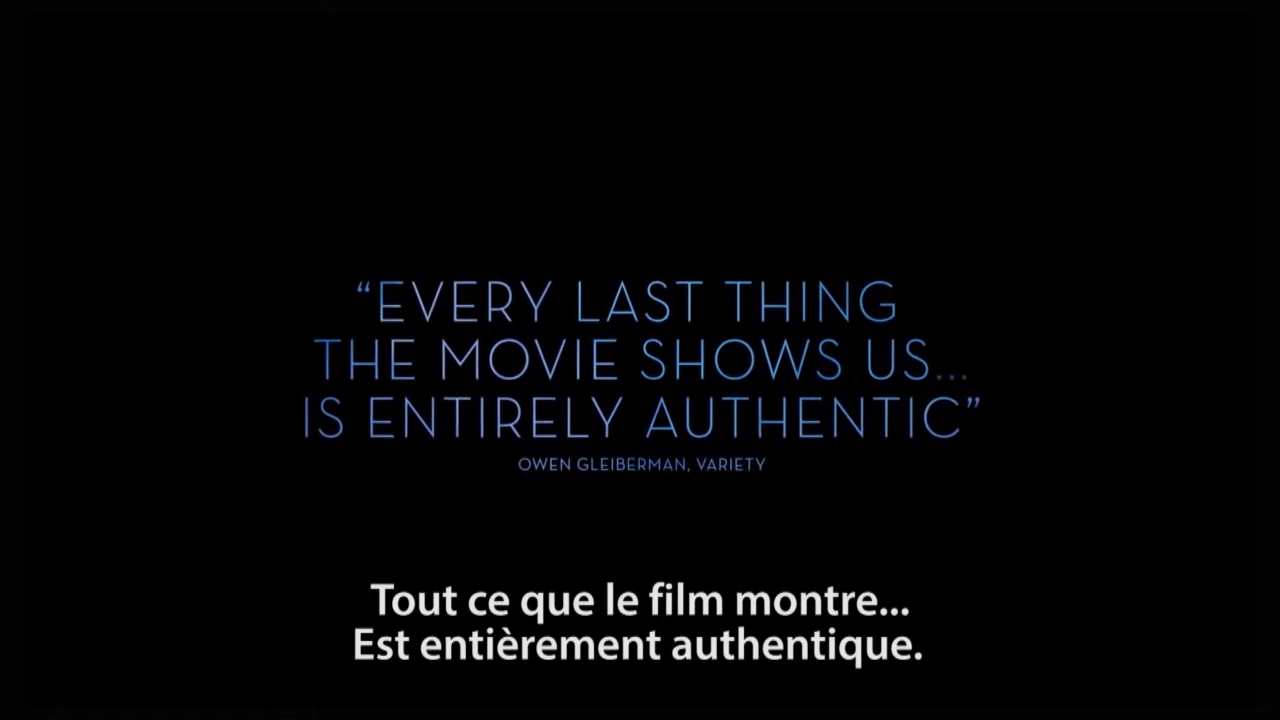 “EVERY LAST THING
THE MOVIE SHOWS US...
IS ENTIRELY AUTHENTIC”
OWEN GLEIBERMAN, VARIETY
Tout ce que le film montre...
Est entièrement authentique.